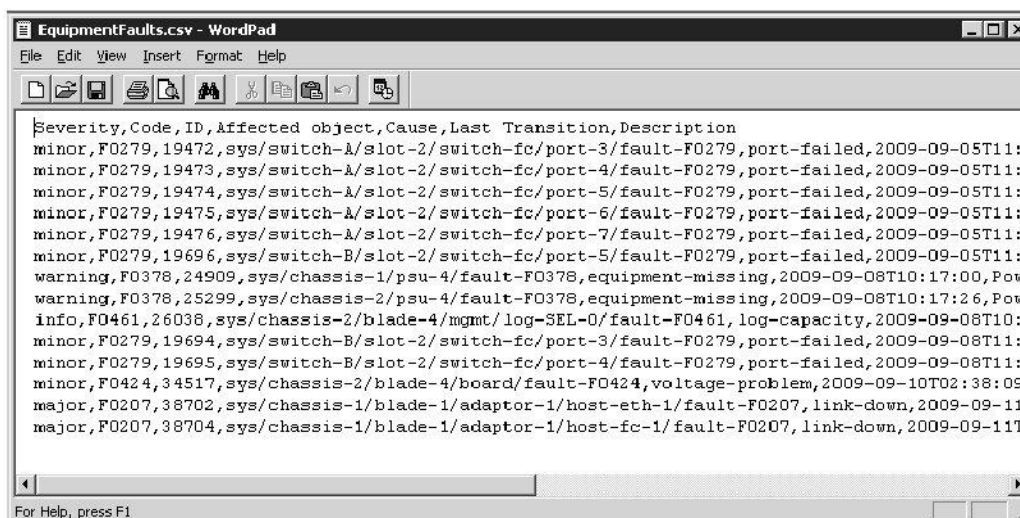 EquipmentFaults.csv - WordPad
File Edit View Insert Format Help
Severity,Code,ID,Affected object,Cause,Last Transition,Description
minor,F0279,19472,sys/switch-A/slot-2/switch-fc/port-3/fault-F0279,port-failed,2009-09-05T11:
minor,F0279,19473,sys/switch-A/slot-2/switch-fc/port-4/fault-F0279,port-failed,2009-09-05T11:
minor,F0279,19474,sys/switch-A/slot-2/switch-fc/port-5/fault-F0279,port-failed,2009-09-05T11:
minor,F0279,19475,sys/switch-A/slot-2/switch-fc/port-6/fault-F0279,port-failed,2009-09-05T11:
minor,F0279,19476,sys/switch-A/slot-2/switch-fc/port-7/fault-F0279,port-failed,2009-09-05T11:
minor,F0279,19696,sys/switch-B/slot-2/switch-fc/port-5/fault-F0279,port-failed,2009-09-05T11:
warning,F0378,24909,sys/chassis-1/psu-4/fault-F0378,equipment-missing,2009-09-08T10:17:00,Pow
warning,F0378,25299,sys/chassis-2/psu-4/fault-F0378,equipment-missing,2009-09-08T10:17:26,Pow
info,F0461,26038,sys/chassis-2/blade-4/mgmt/log-SEL-0/fault-F0461,log-capacity,2009-09-08T10:
minor,F0279,19694,sys/switch-B/slot-2/switch-fc/port-3/fault-F0279,port-failed,2009-09-08T11:
minor,F0279,19695,sys/switch-B/slot-2/switch-fc/port-4/fault-F0279,port-failed,2009-09-08T11:
minor,F0424,34517,sys/chassis-2/blade-4/board/fault-F0424,voltage-problem,2009-09-10T02:38:09
major,F0207,38702,sys/chassis-1/blade-1/adaptor-1/host-eth-1/fault-F0207,link-down,2009-09-11
major,F0207,38704,sys/chassis-1/blade-1/adaptor-1/host-fc-1/fault-F0207,link-down,2009-09-11T
For Help, press F1